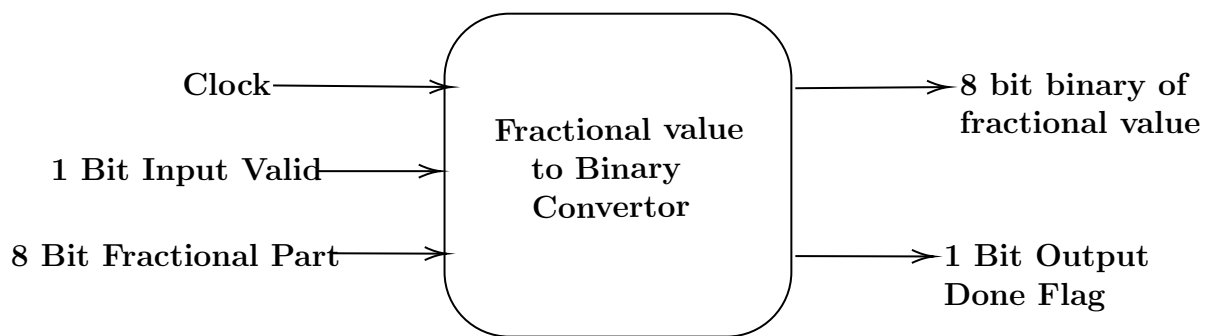 Clock
1 Bit Input Valid
8 Bit Fractional Part
Fractional value
to Binary
Convertor
8 bit binary of
fractional value
1 Bit Output
Done Flag